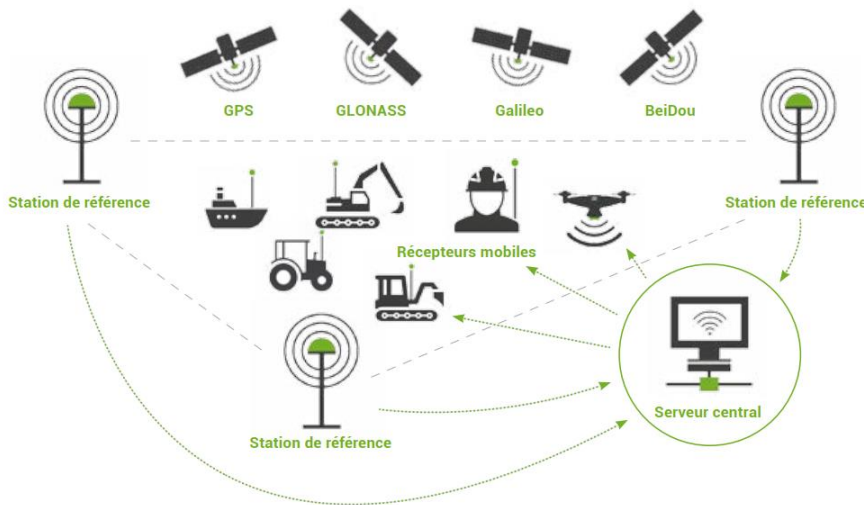 GPS
GLONASS
Galileo
BeiDou
Station de référence
Station de référence
Récepteurs mobiles
Station de référence
Serveur central